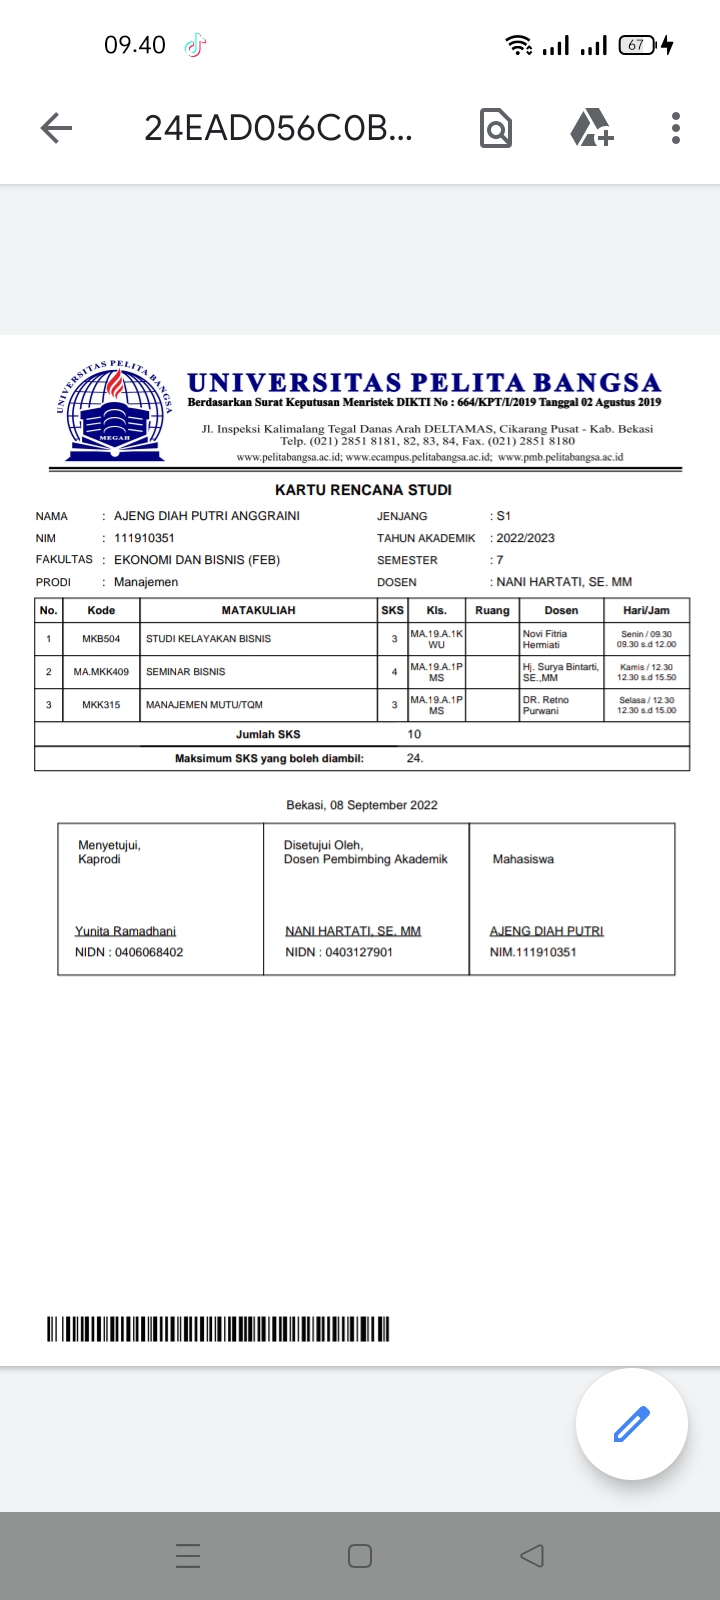 09.40
67
24EAD056C0B...
UNIVERSITAS PELITA BANGSA
MEGAH
UNIVERSITAS PELITA BANGSA
Berdasarkan Surat Keputusan Menristek DIKTI No : 664/KPT/I/2019 Tanggal 02 Agustus 2019
Jl. Inspeksi Kalimalang Tegal Danas Arah DELTAMAS, Cikarang Pusat - Kab. Bekasi
Telp. (021) 2851 8181, 82, 83, 84, Fax. (021) 2851 8180
www.pelitabangsa.ac.id; www.ecampus.pelitabangsa.ac.id; www.pmb.pelitabangsa.ac.id
KARTU RENCANA STUDI
NAMA : AJENG DIAH PUTRI ANGGRAINI JENJANG : S1
NIM : 111910351 TAHUN AKADEMIK : 2022/2023
FAKULTAS : EKONOMI DAN BISNIS (FEB) SEMESTER : 7
PRODI : Manajemen DOSEN : NANI HARTATI, SE. MM
No. Kode MATAKULIAH SKS Kls. Ruang Dosen Hari/Jam
1 MKB504 STUDI KELAYAKAN BISNIS 3 MA.19.A.1K Novi Fitria Senin / 09.30
WU Hermiati 09.30 s.d 12.00
2 MA.MKK409 SEMINAR BISNIS 4 MA.19.A.1P Hj. Surya Bintarti, Kamis / 12.30
MS SE.,MM 12.30 s.d 15.50
3 MKK315 MANAJEMEN MUTU/TQM 3 MA.19.A.1P DR. Retno Selasa / 12.30
MS Purwani 12.30 s.d 15.00
Jumlah SKS 10
Maksimum SKS yang boleh diambil: 24.
Bekasi, 08 September 2022
Menyetujui, Disetujui Oleh,
Kaprodi Dosen Pembimbing Akademik Mahasiswa
Yunita Ramadhani NANI HARTATI, SE. MM AJENG DIAH PUTRI
NIDN : 0406068402 NIDN : 0403127901 NIM.111910351